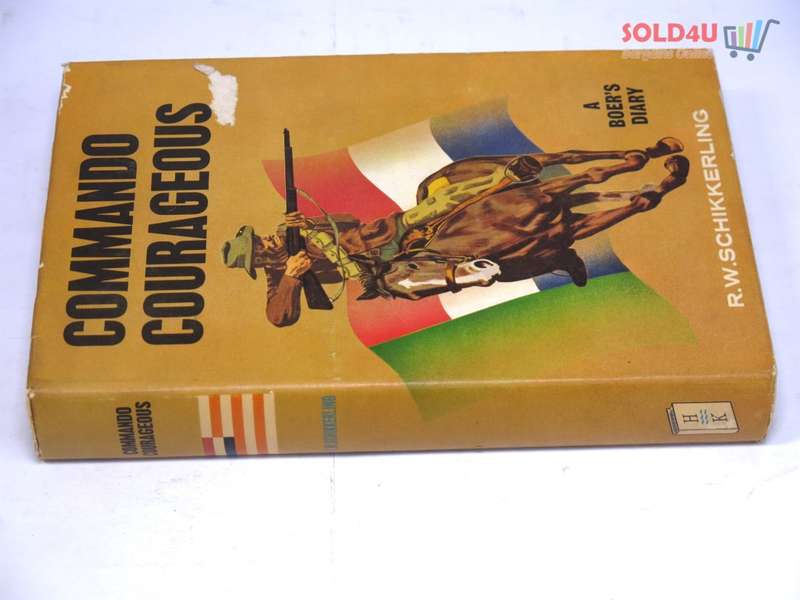 SOLD4U
COMMANDO
COURAGEOUS
A
BOER'S
DIARY
R.W. SCHIKKERLING
COMMANDO
COURAGEOUS
R.W. SCHIKKERLING
H
K